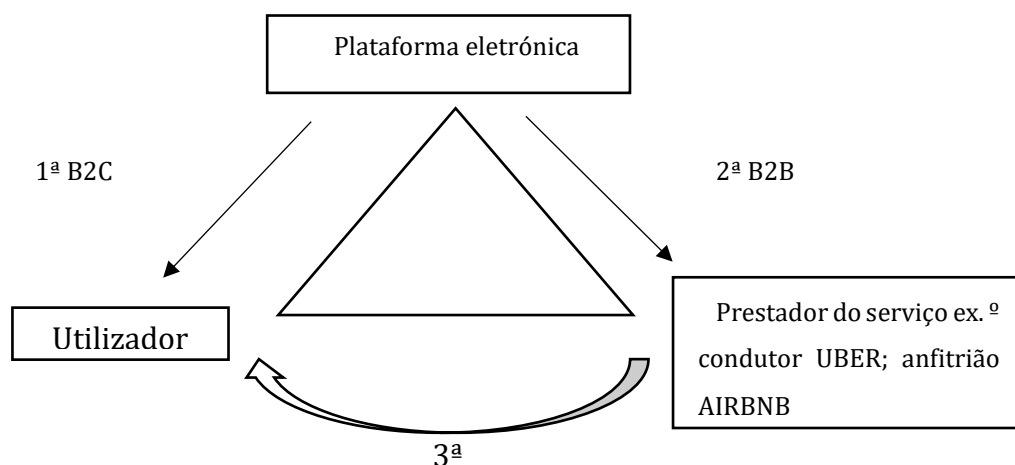 Plataforma eletrónica
1ª B2C
2ª B2B
Utilizador
Prestador do serviço ex. º
condutor UBER; anfitrião
AIRBNB
3ª